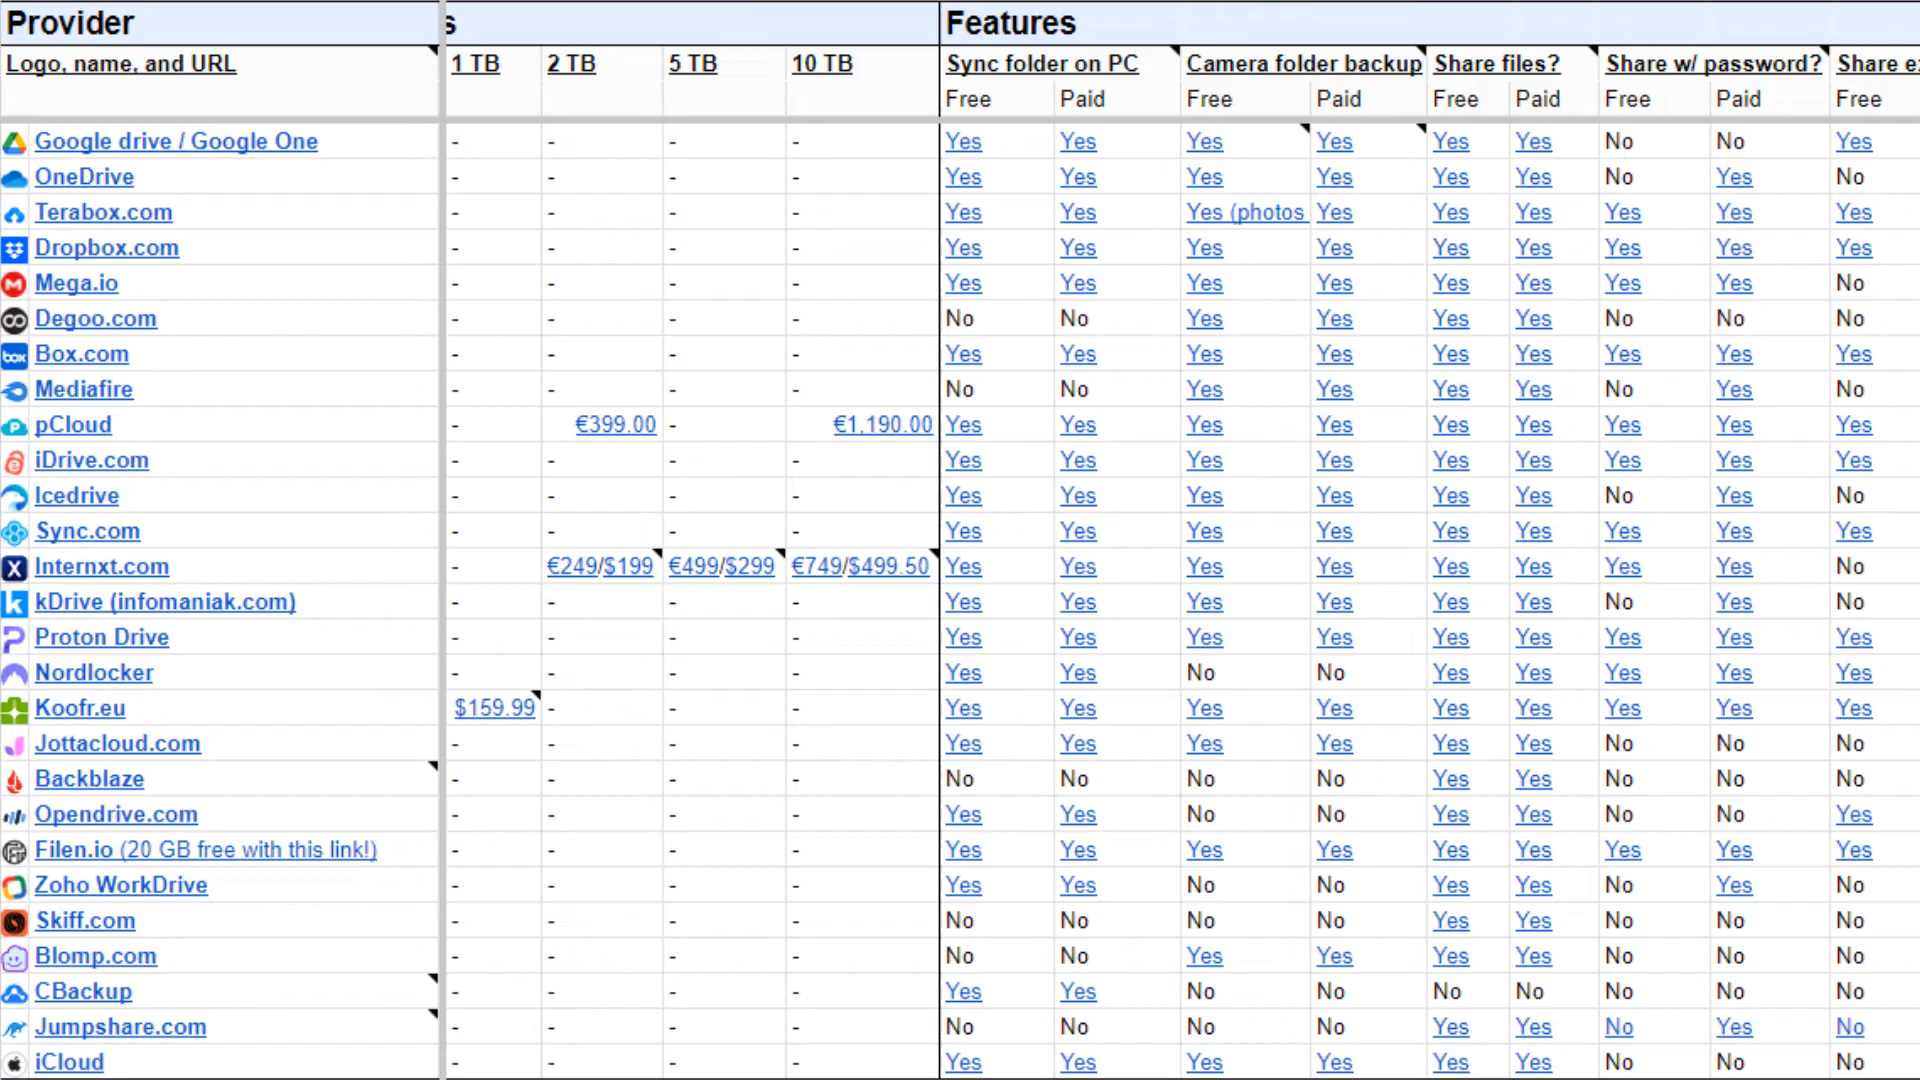 Provider s Features
Logo, name, and URL 1 TB 2 TB 5 TB 10 TB Sync folder on PC Camera folder backup Share files? Share w/ password? Share e
Free Paid Free Paid Free Paid Free Paid Free
Google drive / Google One - - - - Yes Yes Yes Yes Yes Yes No No Yes
OneDrive - - - - Yes Yes Yes Yes Yes Yes No Yes No
Terabox.com - - - - Yes Yes Yes (photos Yes Yes Yes Yes Yes Yes
Dropbox.com - - - - Yes Yes Yes Yes Yes Yes Yes Yes Yes
Mega.io - - - - Yes Yes Yes Yes Yes Yes Yes Yes No
Degoo.com - - - - No No Yes Yes Yes Yes No No No
box Box.com - - - - Yes Yes Yes Yes Yes Yes Yes Yes Yes
Mediafire - - - - No No Yes Yes Yes Yes No Yes No
pCloud - €399.00 - €1,190.00 Yes Yes Yes Yes Yes Yes Yes Yes Yes
iDrive.com - - - - Yes Yes Yes Yes Yes Yes Yes Yes Yes
Icedrive - - - - Yes Yes Yes Yes Yes Yes No Yes No
Sync.com - - - - Yes Yes Yes Yes Yes Yes Yes Yes Yes
Internxt.com - €249/$199 €499/$299 €749/$499.50 Yes Yes Yes Yes Yes Yes Yes Yes No
kDrive (infomaniak.com) - - - - Yes Yes Yes Yes Yes Yes No Yes No
Proton Drive - - - - Yes Yes Yes Yes Yes Yes Yes Yes Yes
Nordlocker - - - - Yes Yes No No Yes Yes Yes Yes Yes
Koofr.eu $159.99 - - - Yes Yes Yes Yes Yes Yes Yes Yes Yes
Jottacloud.com - - - - Yes Yes Yes Yes Yes Yes No No No
Backblaze - - - - No No No No Yes Yes No No No
Opendrive.com - - - - Yes Yes No No Yes Yes No No Yes
Filen.io (20 GB free with this link!) - - - - Yes Yes Yes Yes Yes Yes Yes Yes Yes
Zoho WorkDrive - - - - Yes Yes No No Yes Yes No Yes No
Skiff.com - - - - No No No No Yes Yes No No No
Blomp.com - - - - No No Yes Yes Yes Yes No No No
CBackup - - - - Yes Yes No No No No No No No
Jumpshare.com - - - - No No No No Yes Yes No Yes No
iCloud - - - - Yes Yes Yes Yes Yes Yes No No No